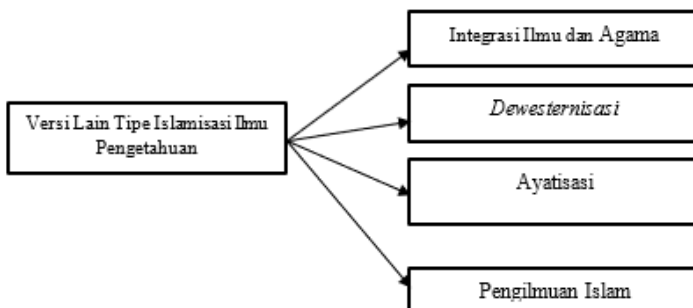 Versi Lain Tipe Islamisasi Ilmu
Pengetahuan
Integrasi Ilmu dan Agama
Dewesternisasi
Ayatisasi
Pengilmuan Islam